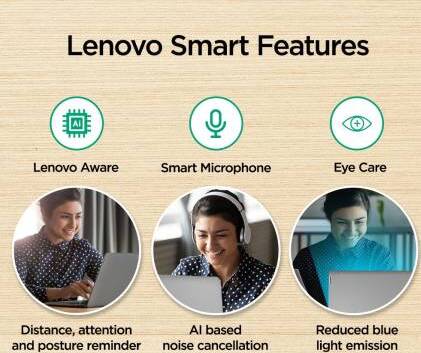 Lenovo Smart Features
AI
Lenovo Aware
Smart Microphone
Eye Care
Distance, attention
and posture reminder
AI based
noise cancellation
Reduced blue
light emission